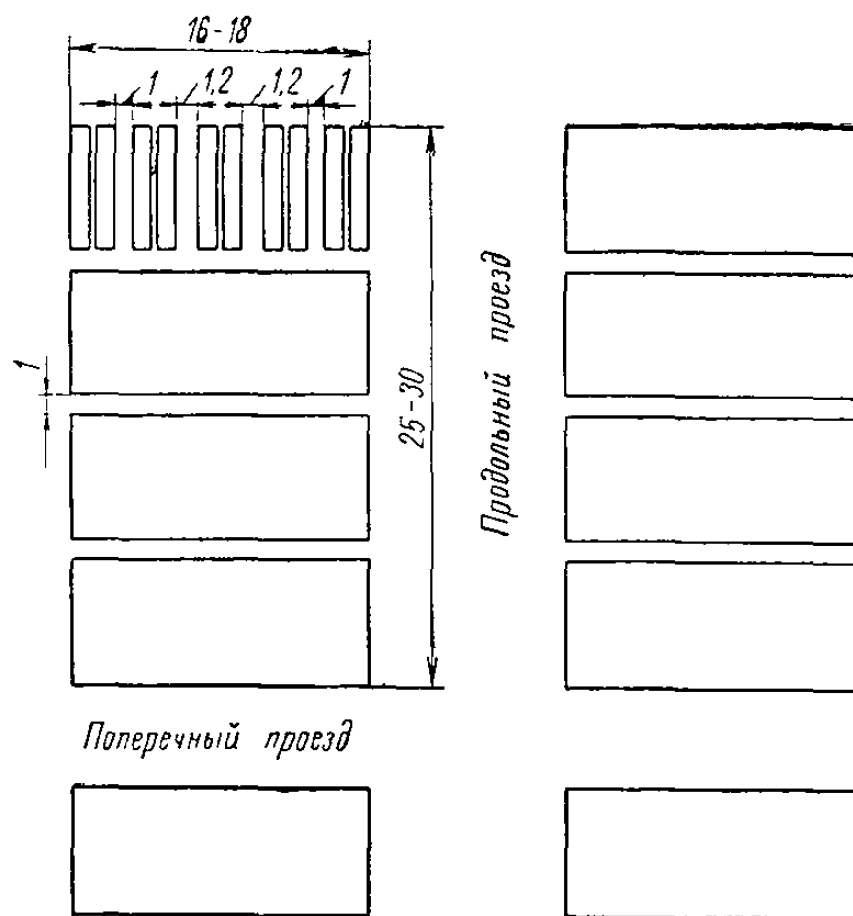 16-18
1 1,2 1,2 1
1
25-30
Продольный проезд
Поперечный проезд